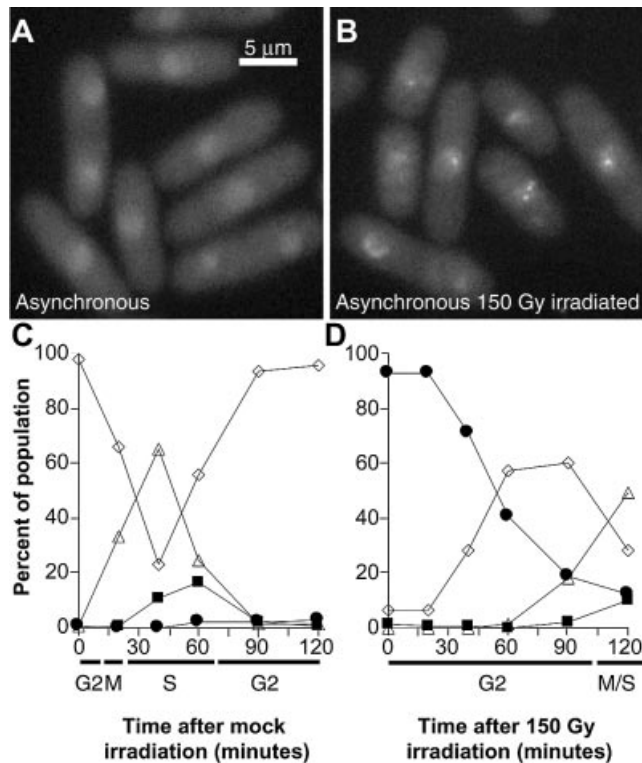 A
B
5 μm
Asynchronous
Asynchronous 150 Gy irradiated
C
D
Percent of population
100
80
60
40
20
0
0 30 60 90 120
G2 M S G2
Time after mock
irradiation (minutes)
100
80
60
40
20
0
0 30 60 90 120
G2 M/S
Time after 150 Gy
irradiation (minutes)